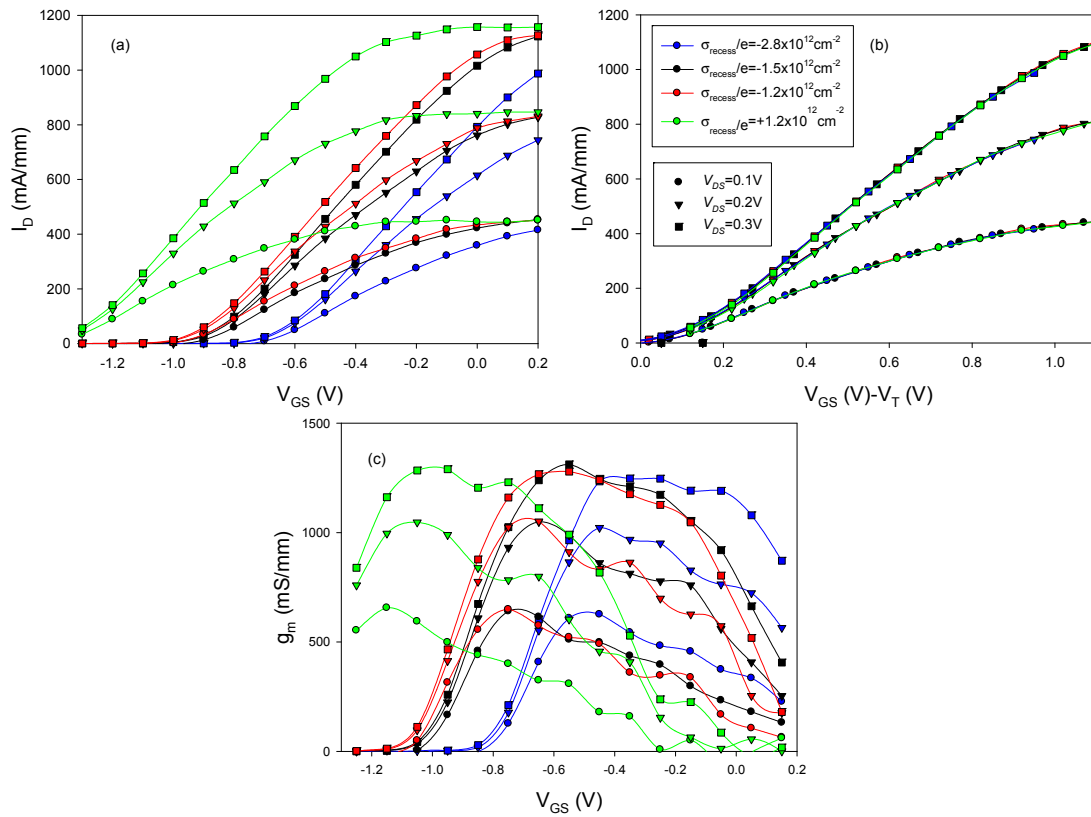 1200
1000
800
600
400
200
0
I_D (mA/mm)
(a)
-1.2 -1.0 -0.8 -0.6 -0.4 -0.2 0.0 0.2
V_GS (V)
1200
1000
800
600
400
200
0
I_D (mA/mm)
σ_recess/e=-2.8x10^12cm^-2
σ_recess/e=-1.5x10^12cm^-2
σ_recess/e=-1.2x10^12cm^-2
σ_recess/e=+1.2x10^12cm^-2
(b)
V_DS=0.1V
V_DS=0.2V
V_DS=0.3V
0.0 0.2 0.4 0.6 0.8 1.0
V_GS (V)-V_T (V)
1500
1000
500
0
g_m (mS/mm)
(c)
-1.2 -1.0 -0.8 -0.6 -0.4 -0.2 0.0 0.2
V_GS (V)